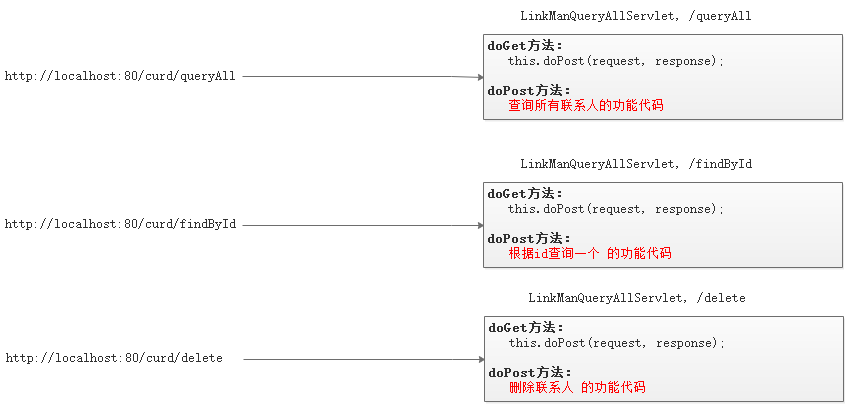 LinkManQueryAllServlet, /queryAll
http://localhost:80/curd/queryAll
doGet方法:
this.doPost(request, response);
doPost方法:
查询所有联系人的功能代码
LinkManQueryAllServlet, /findById
http://localhost:80/curd/findById
doGet方法:
this.doPost(request, response);
doPost方法:
根据id查询一个 的功能代码
LinkManQueryAllServlet, /delete
http://localhost:80/curd/delete
doGet方法:
this.doPost(request, response);
doPost方法:
删除联系人 的功能代码